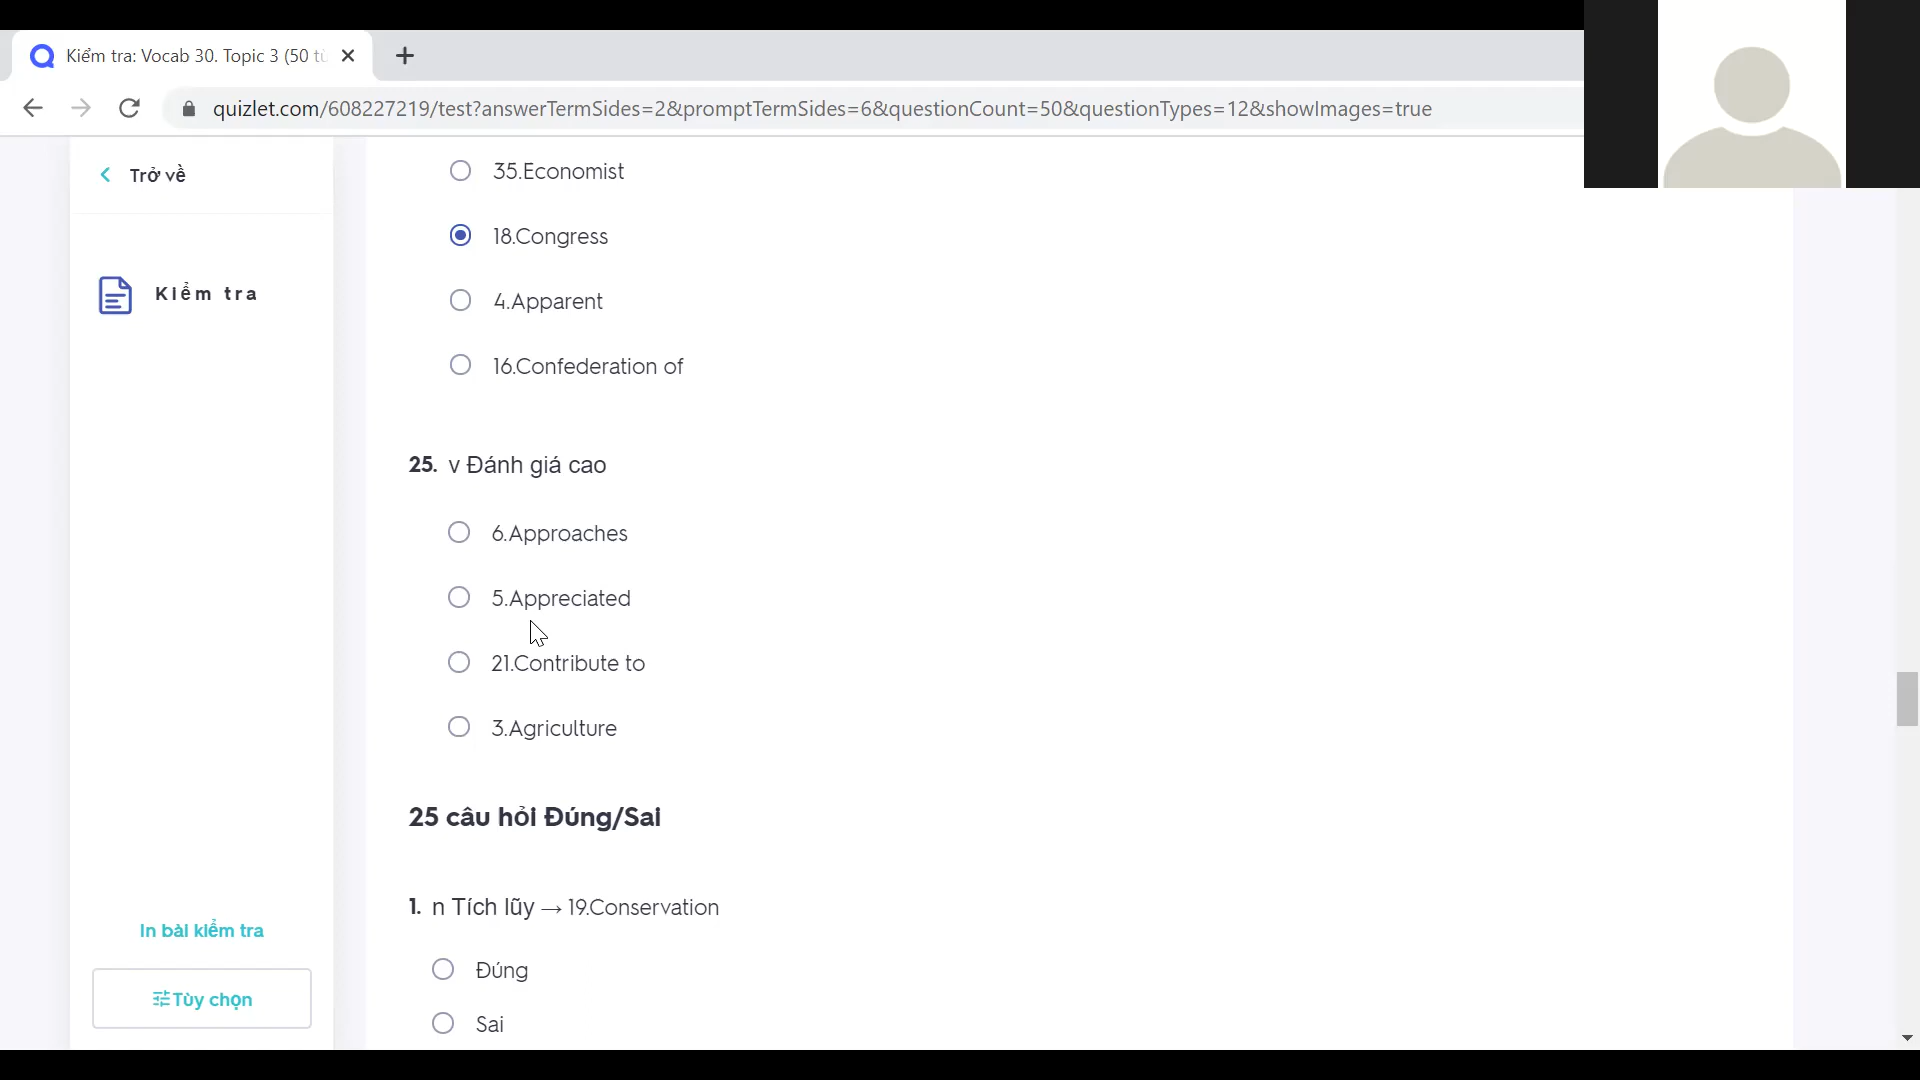 Kiểm tra: Vocab 30. Topic 3 (50 từ
quizlet.com/608227219/test?answerTermSides=2&promptTermSides=6&questionCount=50&questionTypes=12&showImages=true
Trở về
Kiểm tra
35.Economist
18.Congress
4.Apparent
16.Confederation of
25. v Đánh giá cao
6.Approaches
5.Appreciated
21.Contribute to
3.Agriculture
25 câu hỏi Đúng/Sai
1. n Tích lũy → 19.Conservation
Đúng
Sai
In bài kiểm tra
Tùy chọn